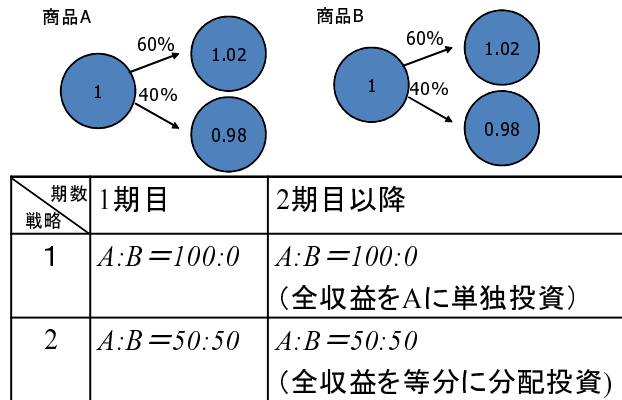 商品A
商品B
60%
1.02
1
40%
0.98
60%
1.02
1
40%
0.98
期数
戦略
1期目
2期目以降
1
A:B=100:0
A:B=100:0
(全収益をAに単独投資)
2
A:B=50:50
A:B=50:50
(全収益を等分に分配投資)